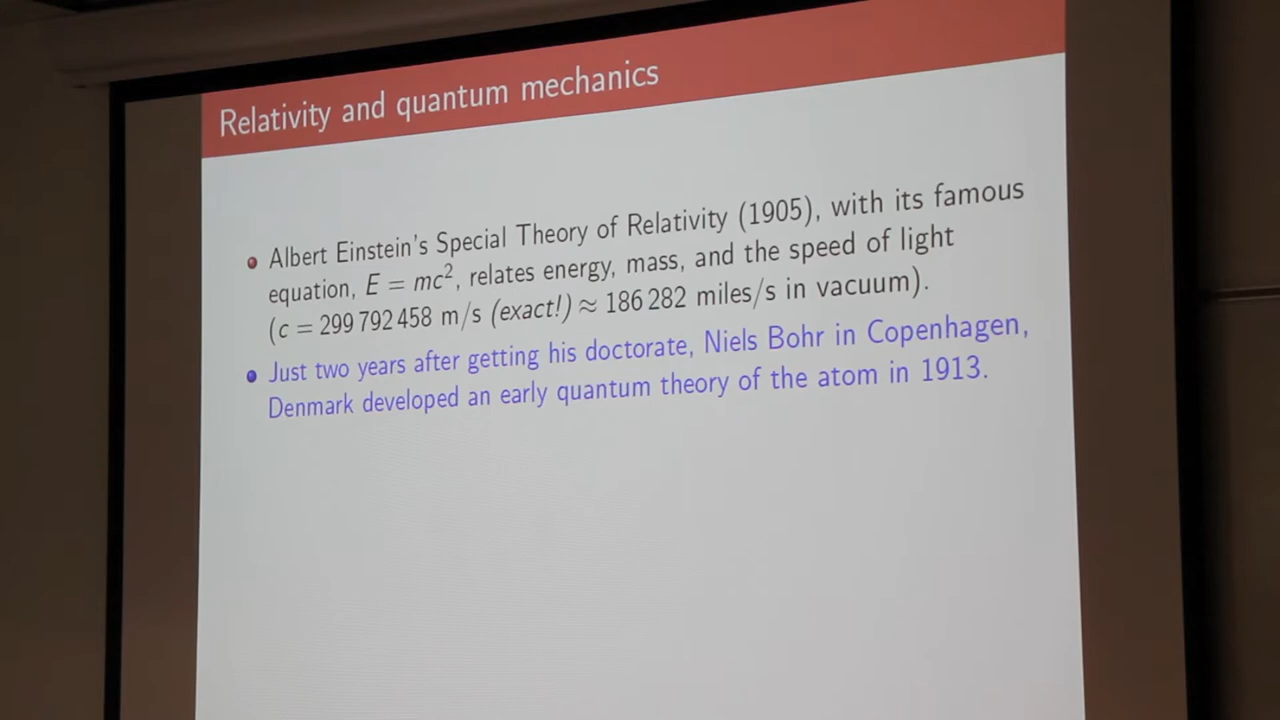 Relativity and quantum mechanics
Albert Einstein's Special Theory of Relativity (1905), with its famous
equation, E = mc², relates energy, mass, and the speed of light
(c = 299 792 458 m/s (exact!) ≈ 186 282 miles/s in vacuum).
Just two years after getting his doctorate, Niels Bohr in Copenhagen,
Denmark developed an early quantum theory of the atom in 1913.